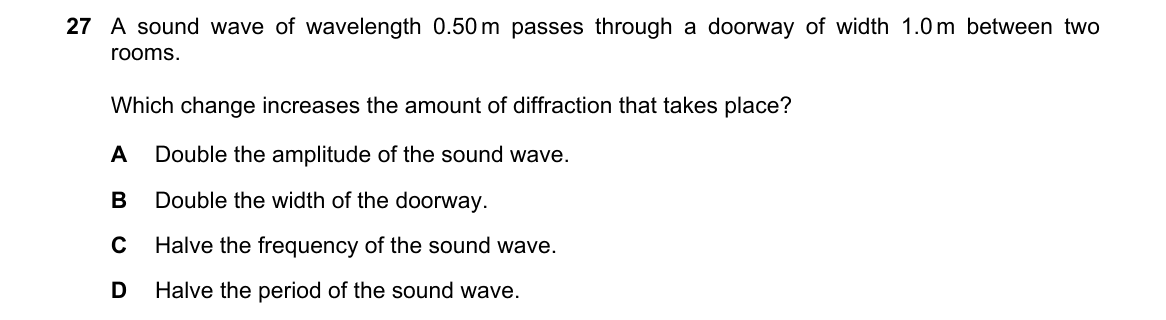 27 A sound wave of wavelength 0.50 m passes through a doorway of width 1.0 m between two
rooms.
Which change increases the amount of diffraction that takes place?
A Double the amplitude of the sound wave.
B Double the width of the doorway.
C Halve the frequency of the sound wave.
D Halve the period of the sound wave.